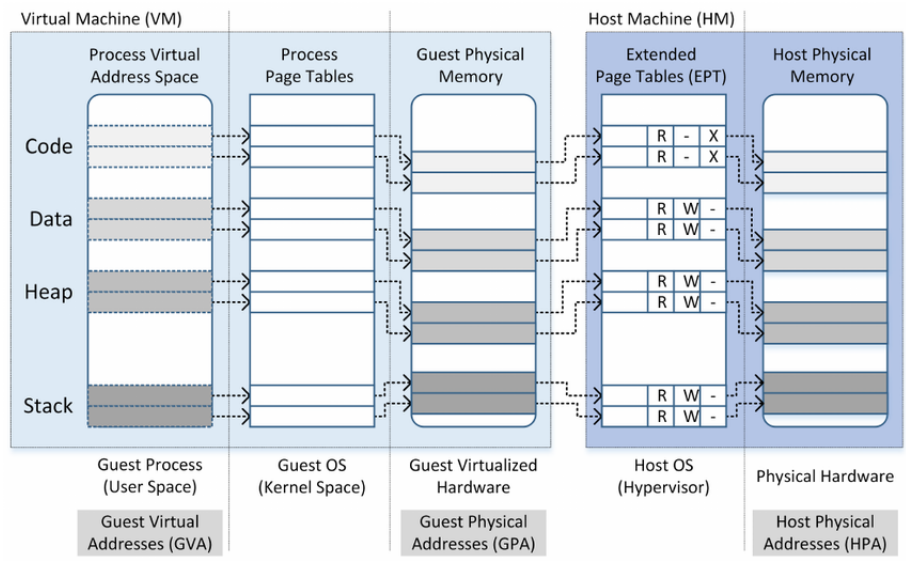 Virtual Machine (VM)
Host Machine (HM)
Process Virtual
Address Space
Process
Page Tables
Guest Physical
Memory
Extended
Page Tables (EPT)
Host Physical
Memory
Code
R - X
R - X
Data
R W -
R W -
Heap
R W -
R W -
Stack
R W -
R W -
Guest Process
(User Space)
Guest OS
(Kernel Space)
Guest Virtualized
Hardware
Host OS
(Hypervisor)
Physical Hardware
Guest Virtual
Addresses (GVA)
Guest Physical
Addresses (GPA)
Host Physical
Addresses (HPA)